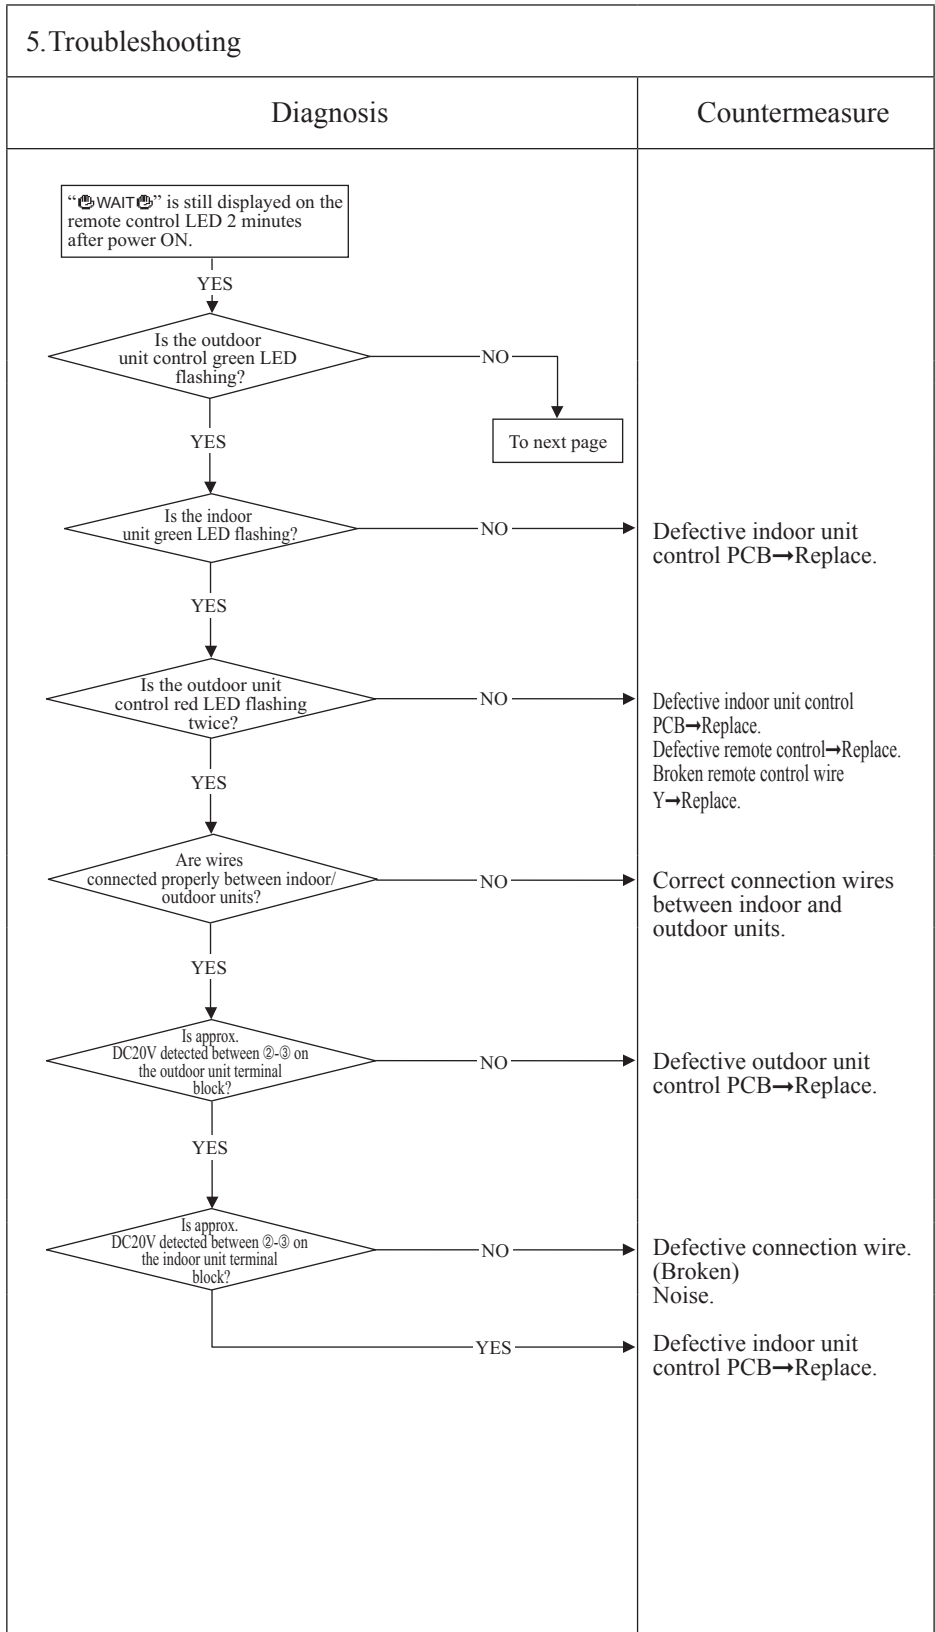 5.Troubleshooting
Diagnosis
Countermeasure
“WAIT” is still displayed on the
remote control LED 2 minutes
after power ON.
YES
Is the outdoor
unit control green LED
flashing?
NO
To next page
YES
Is the indoor
unit green LED flashing?
NO
Defective indoor unit
control PCB→Replace.
YES
Is the outdoor unit
control red LED flashing
twice?
NO
Defective indoor unit control
PCB→Replace.
Defective remote control→Replace.
Broken remote control wire
Y→Replace.
YES
Are wires
connected properly between indoor/
outdoor units?
NO
Correct connection wires
between indoor and
outdoor units.
YES
Is approx.
DC20V detected between ②-③ on
the outdoor unit terminal
block?
NO
Defective outdoor unit
control PCB→Replace.
YES
Is approx.
DC20V detected between ②-③ on
the indoor unit terminal
block?
NO
Defective connection wire.
(Broken)
Noise.
YES
Defective indoor unit
control PCB→Replace.